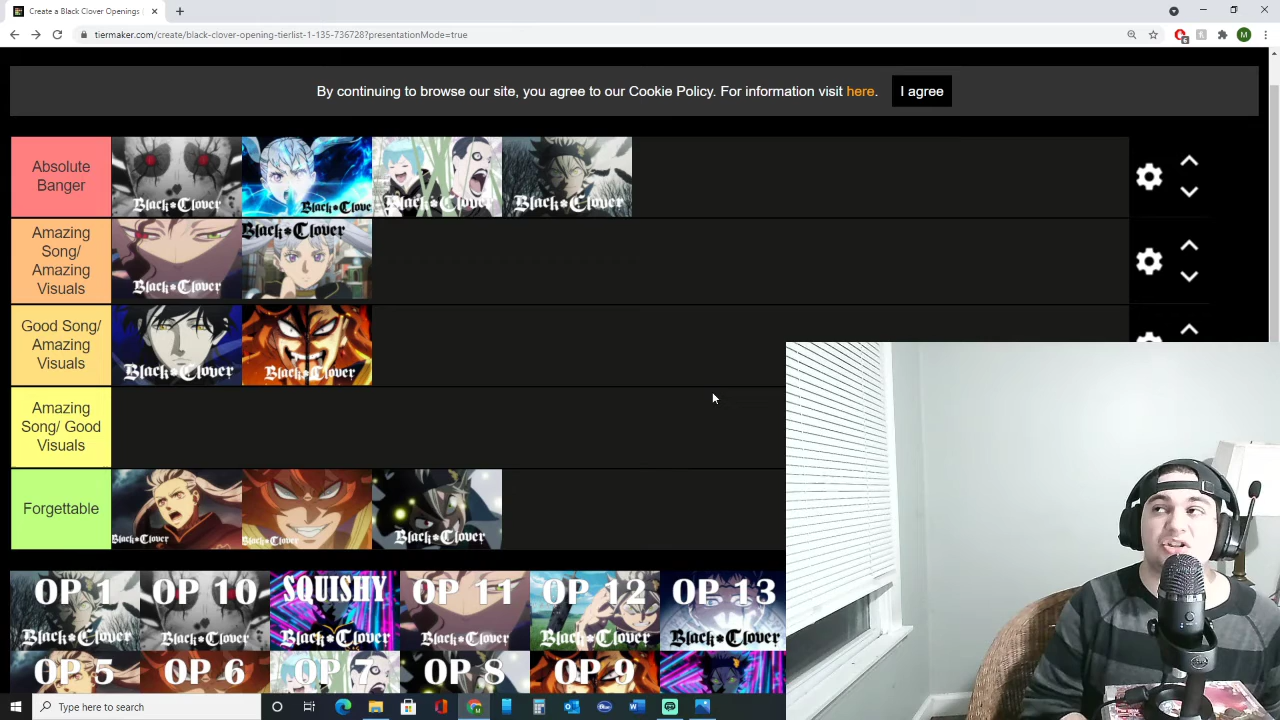 Create a Black Clover Openings
tiermaker.com/create/black-clover-opening-tierlist-1-135-736728?presentationMode=true
6
M
By continuing to browse our site, you agree to our Cookie Policy. For information visit here. I agree
Absolute
Banger
Black Clover Black Clove Black Clover Black Clover
Amazing
Song/
Amazing
Visuals
Black Clover Black Clover
Good Song/
Amazing
Visuals
Black Clover Black Clover
Amazing
Song/ Good
Visuals
Forgettable
Black Clover Black Clover Black Clover
OP 1 OP 10 SQUISHY OP 11 OP 12 OP 13
Black Clover Black Clover Black Clover Black Clover Black Clover Black Clover
OP 5 OP 6 OP 7 OP 8 OP 9
Type here to search